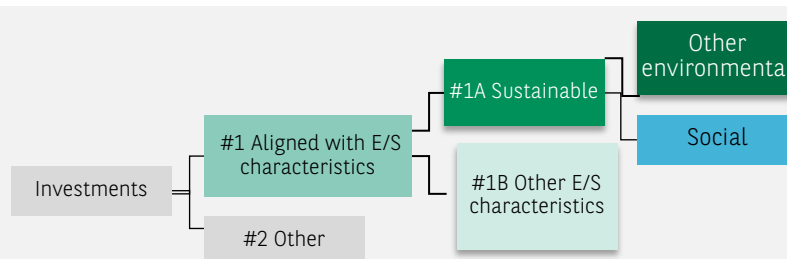 Other
environmenta
#1A Sustainable
Social
#1 Aligned with E/S
characteristics
#1B Other E/S
characteristics
Investments
#2 Other